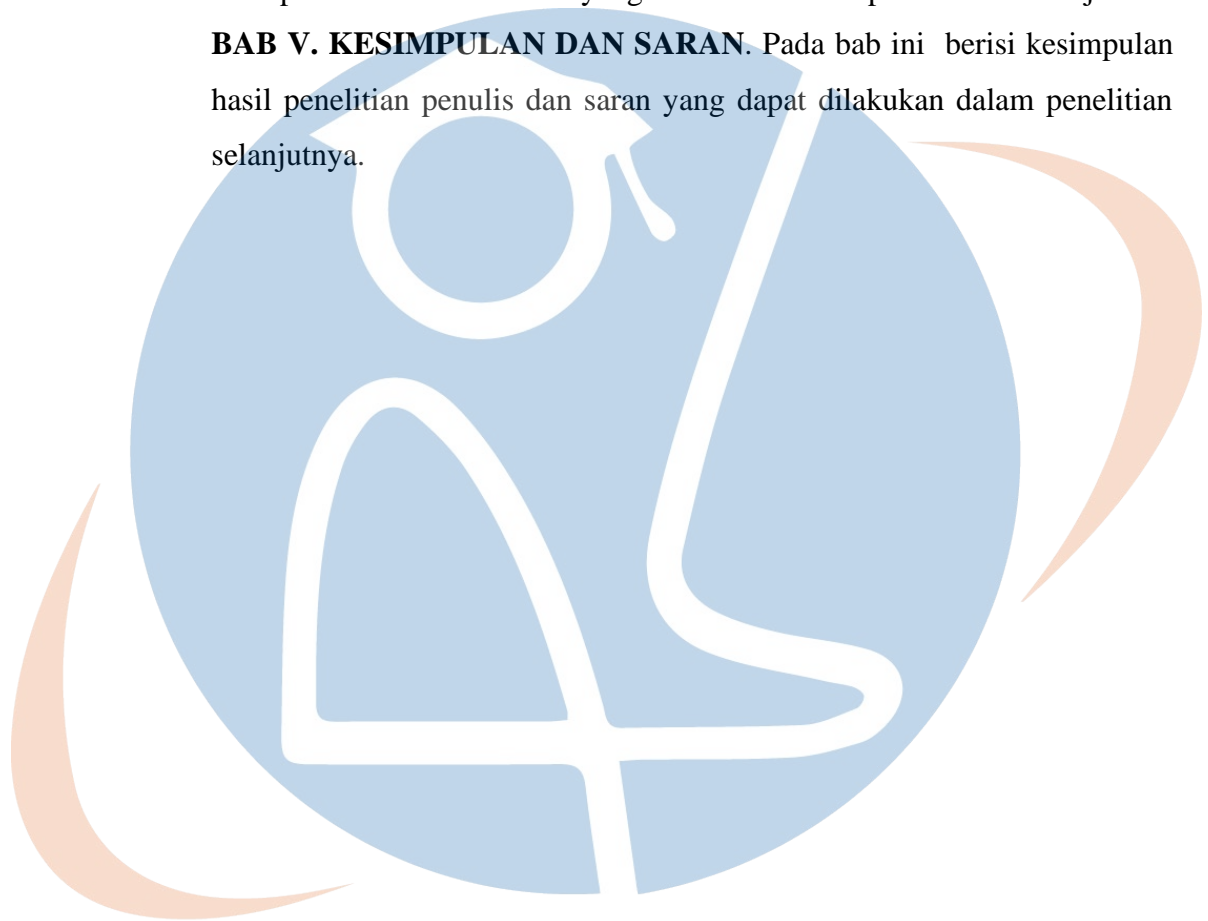 yang
BAB V. KESIMPULAN DAN SARAN. Pada bab ini berisi kesimpulan
hasil penelitian penulis dan saran yang dapat dilakukan dalam penelitian
selanjutnya.